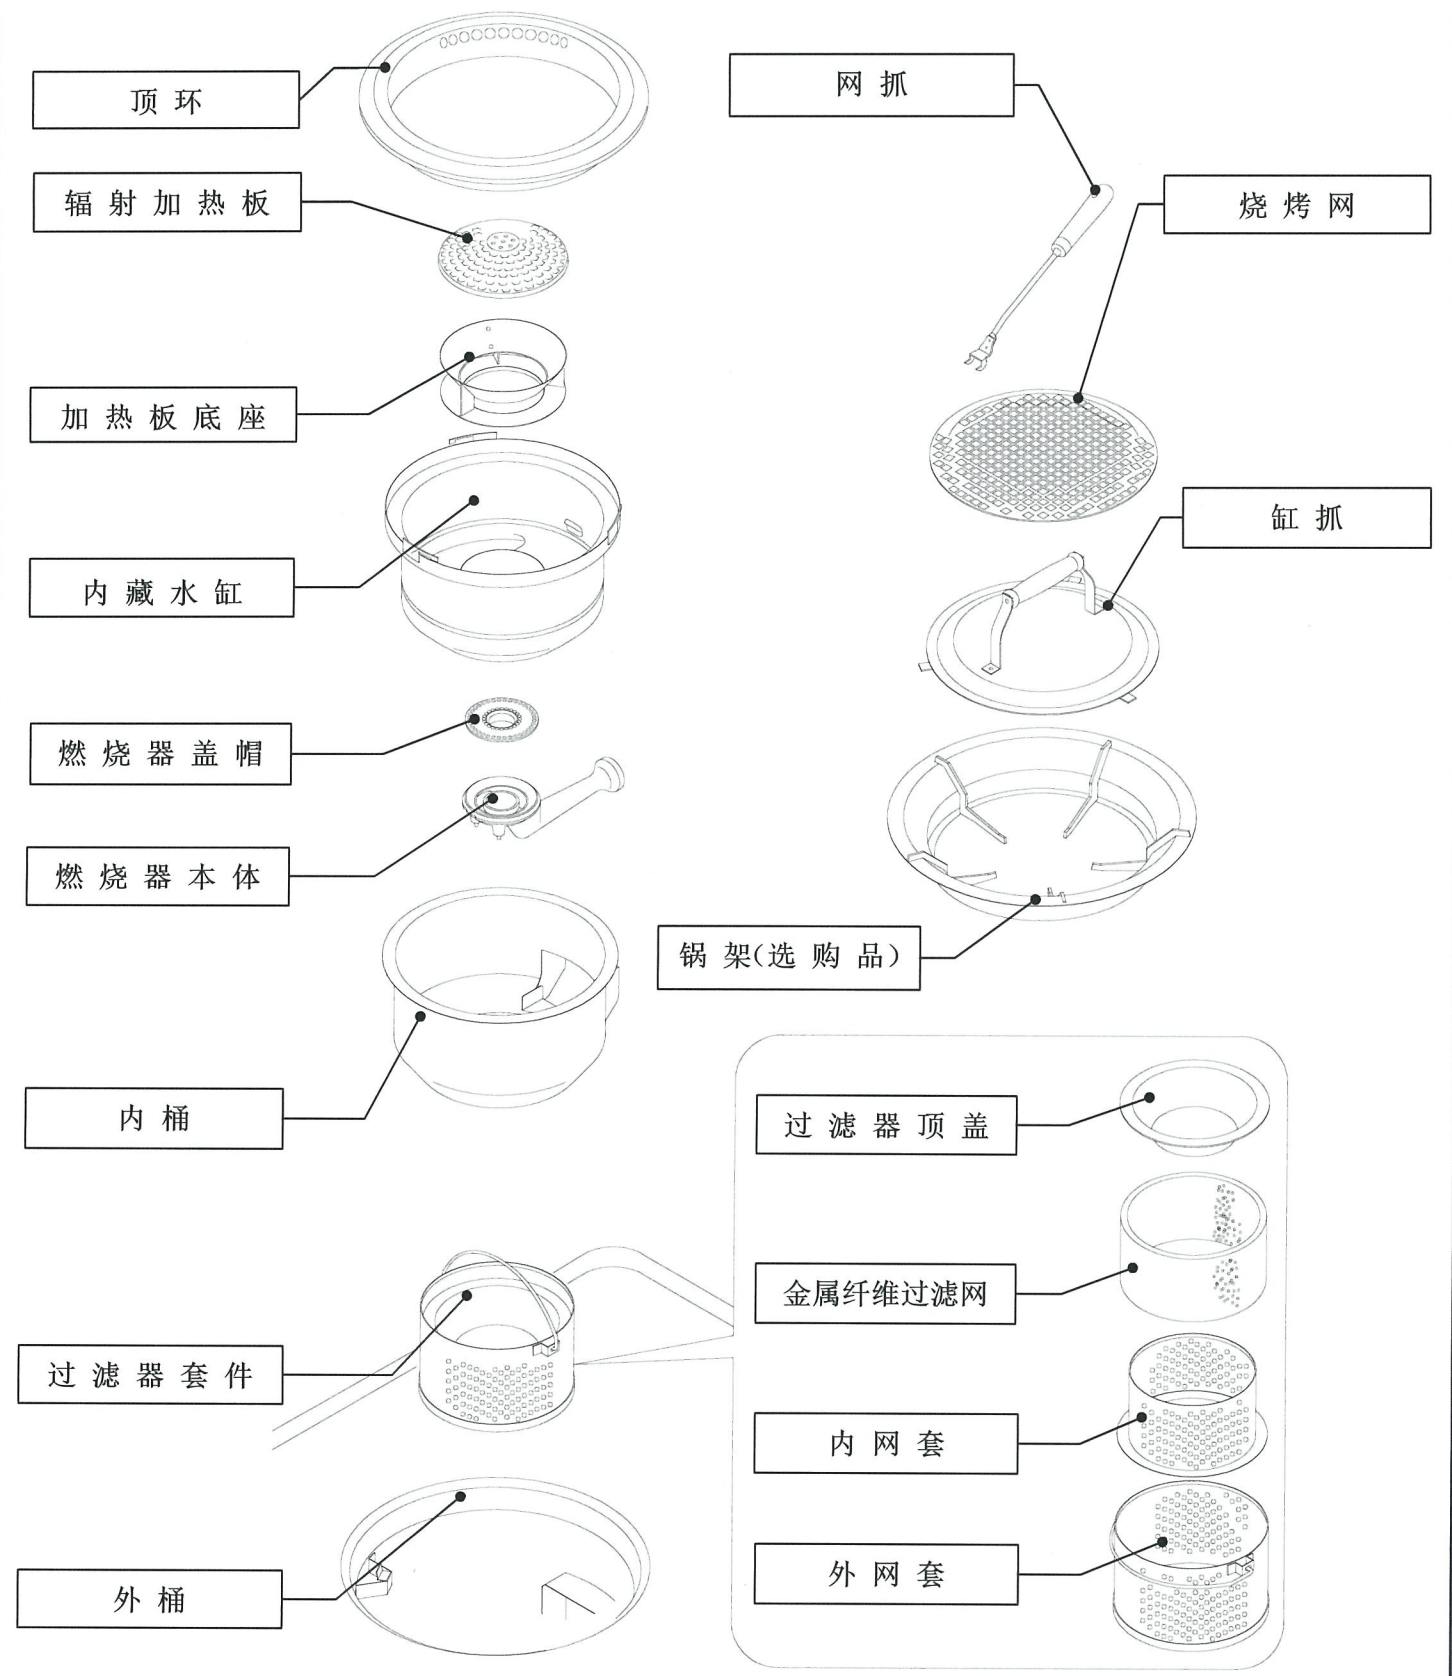 顶环
辐射加热板
加热板底座
内藏水缸
燃烧器盖帽
燃烧器本体
内桶
过滤器套件
外桶
网抓
烧烤网
缸抓
锅架(选购品)
过滤器顶盖
金属纤维过滤网
内网套
外网套